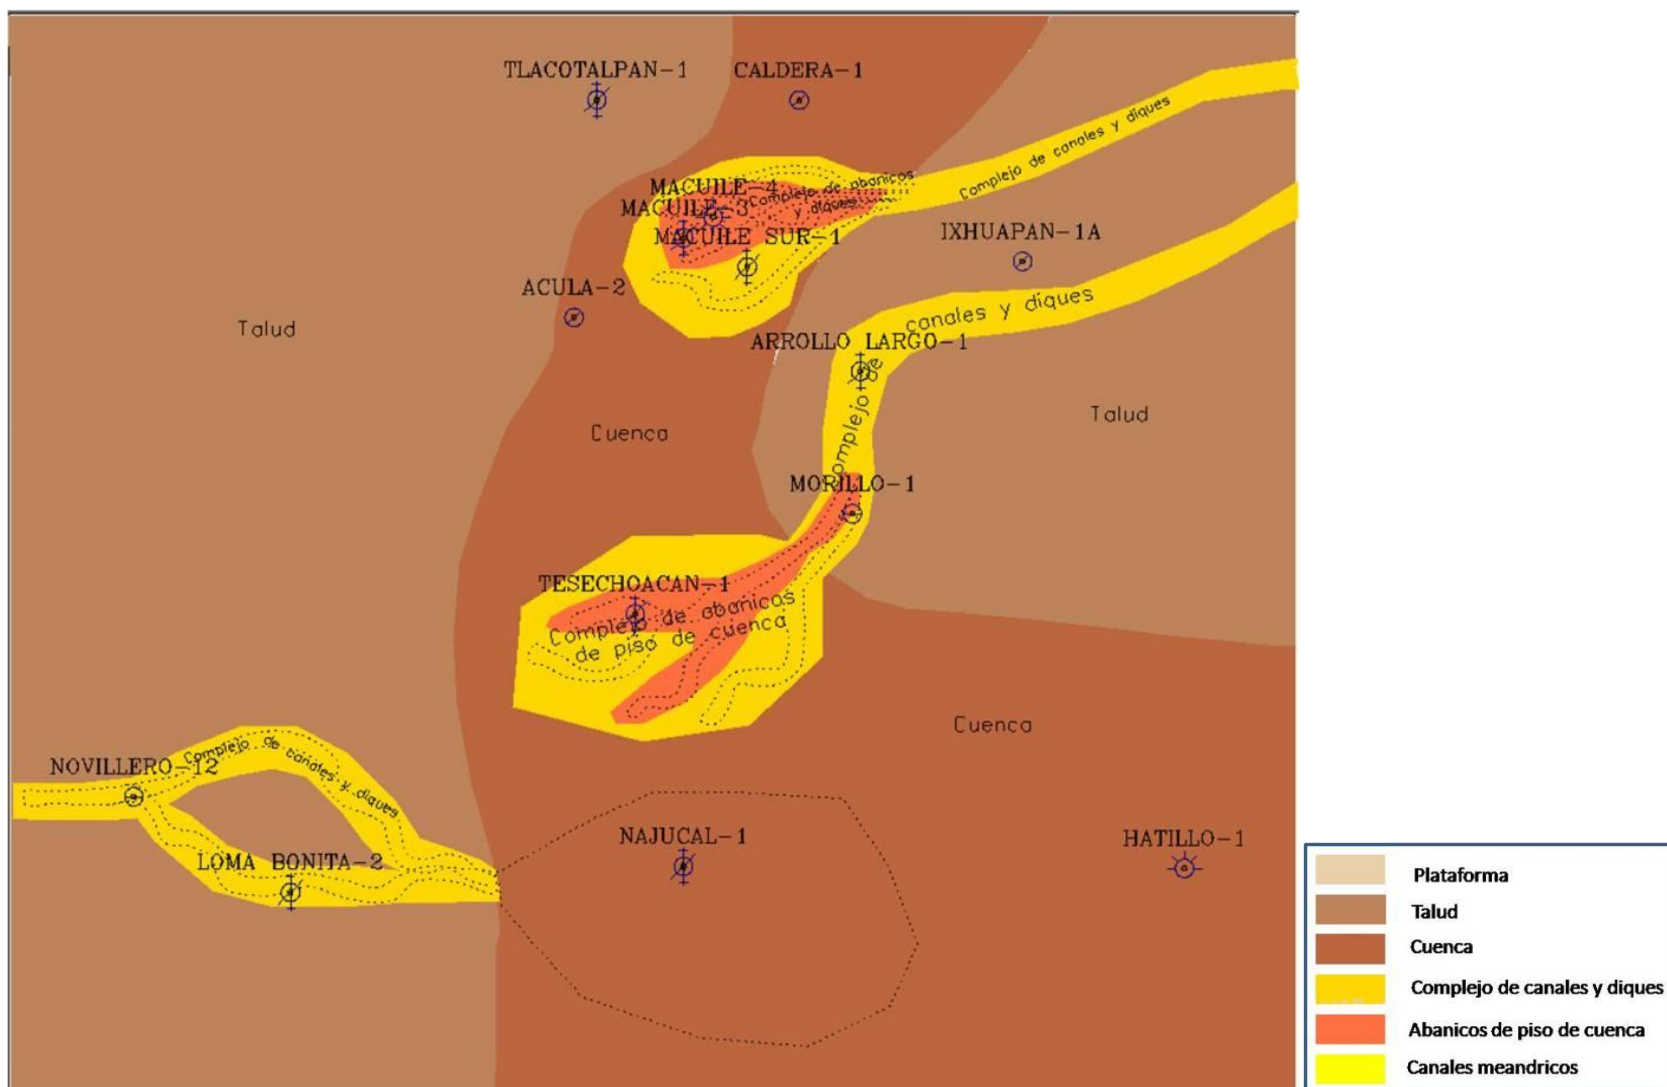 TLACOTALPAN-1
CALDERA-1
Complejo de canales y diques
MACUILE-4
Complejo de abanicos
y diques
MACUILE-3
MACUILE SUR-1
IXHUAPAN-1A
ACULA-2
Talud
ARROLLO LARGO-1
Complejo de canales y diques
Talud
Cuenca
MORILLO-1
TESECHOACAN-1
Complejo de abanicos
de piso de cuenca
Cuenca
NOVILLERO-12
Complejo de canales y diques
LOMA BONITA-2
NAJUCAL-1
HATILLO-1
Plataforma
Talud
Cuenca
Complejo de canales y diques
Abanicos de piso de cuenca
Canales meandricos